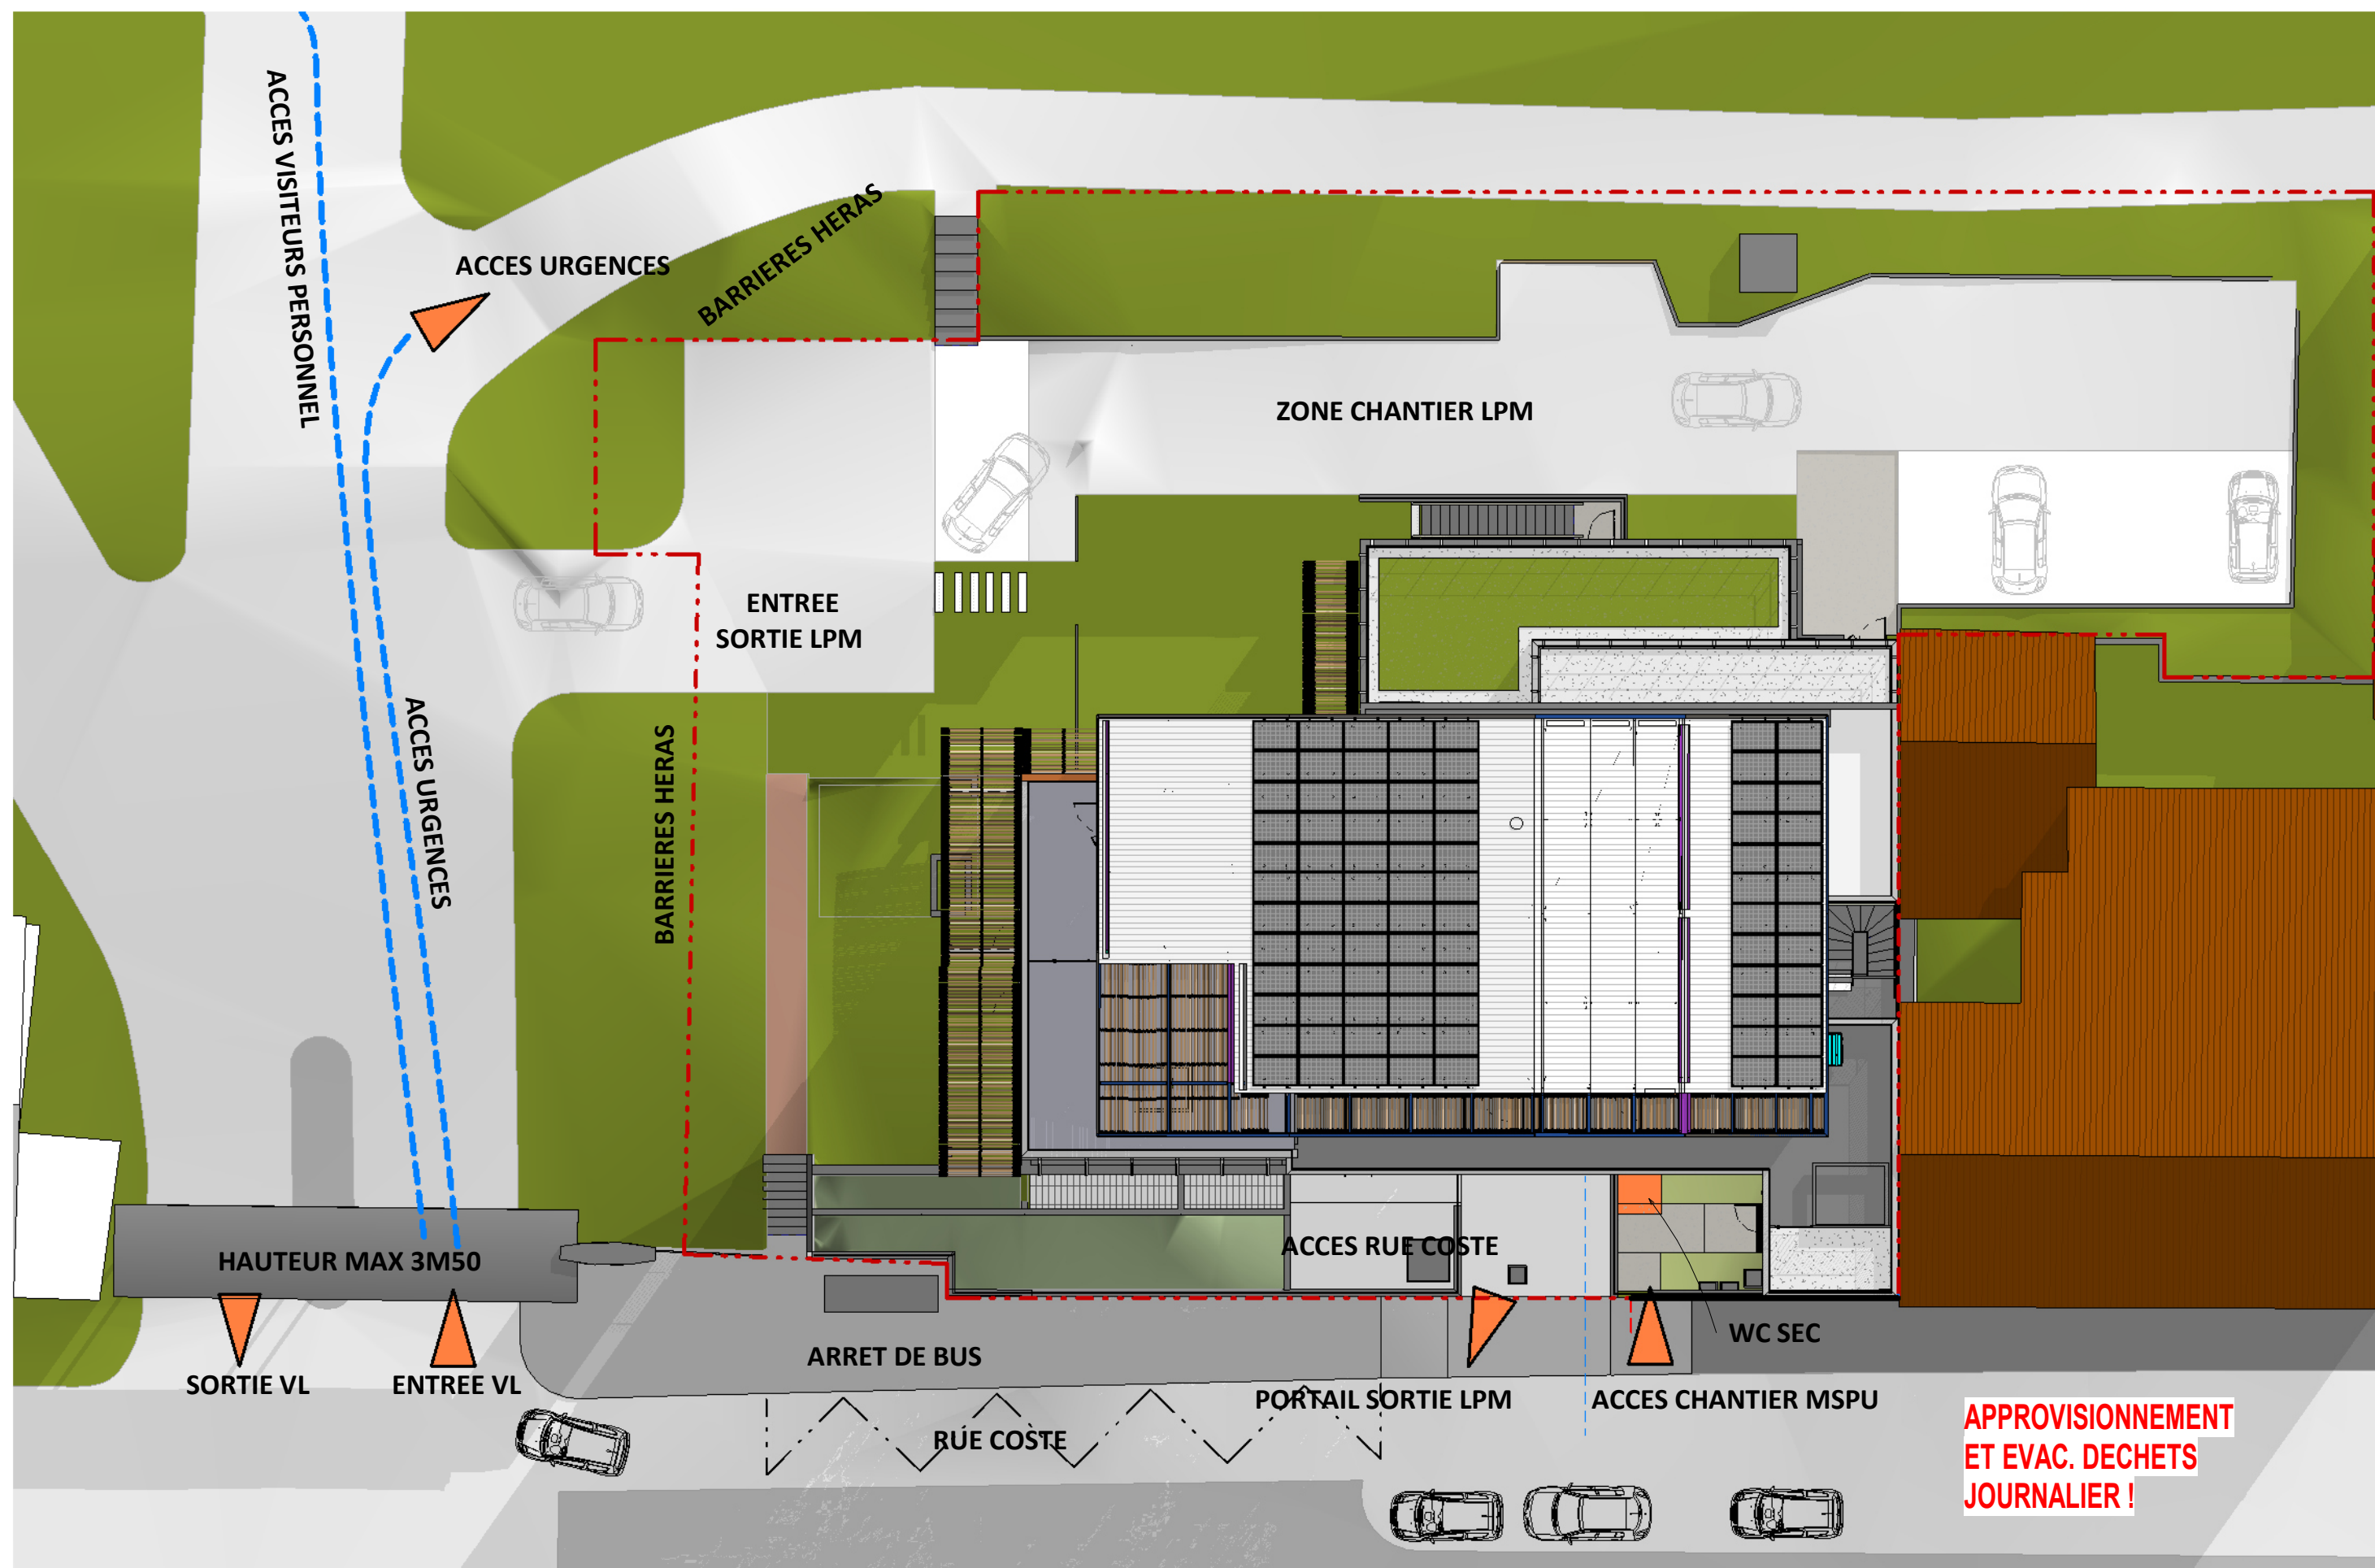 ACCES VISITEURS PERSONNEL
BARRIERES HERAS
ACCES URGENCES
ZONE CHANTIER LPM
ENTREE
SORTIE LPM
ACCES URGENCES
BARRIERES HERAS
HAUTEUR MAX 3M50
ACCES RUE COSTE
WC SEC
ARRET DE BUS
SORTIE VL
ENTREE VL
PORTAIL SORTIE LPM
ACCES CHANTIER MSPU
RUE COSTE
APPROVISIONNEMENT
ET EVAC. DECHETS
JOURNALIER !